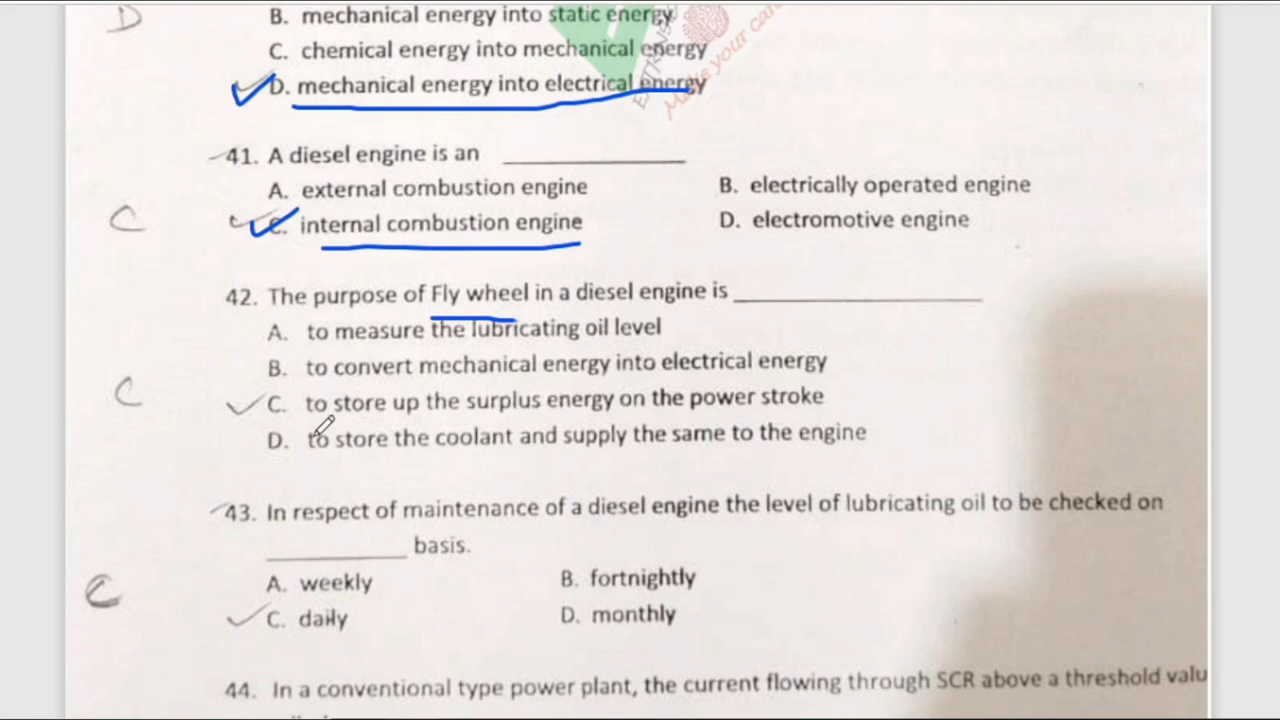 D
B. mechanical energy into static energy
C. chemical energy into mechanical energy
D. mechanical energy into electrical energy
41. A diesel engine is an ____________
A. external combustion engine B. electrically operated engine
C C. internal combustion engine D. electromotive engine
42. The purpose of Fly wheel in a diesel engine is ____________
A. to measure the lubricating oil level
B. to convert mechanical energy into electrical energy
C C. to store up the surplus energy on the power stroke
D. to store the coolant and supply the same to the engine
43. In respect of maintenance of a diesel engine the level of lubricating oil to be checked on
____________ basis.
C A. weekly B. fortnightly
C. daily D. monthly
44. In a conventional type power plant, the current flowing through SCR above a threshold valu
Make your care